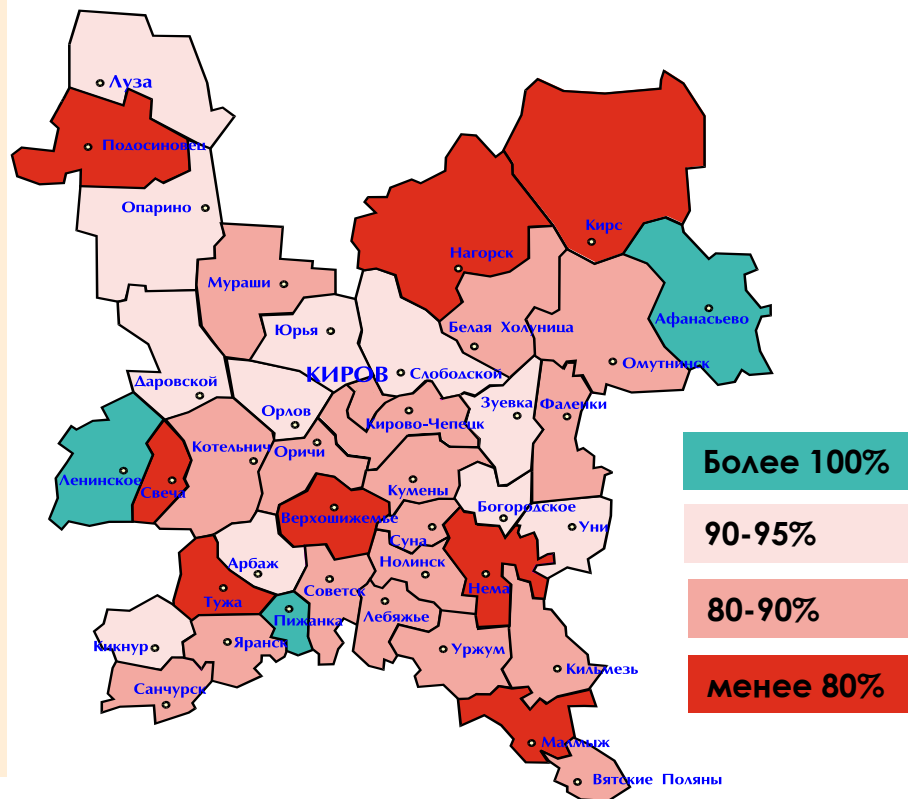 Луза
Подосиновец
Опарино
Кирс
Нагорск
Мураши
Афанасьево
Юрья
Белая Холуница
Омутнинск
КИРОВ
Слободской
Даровской
Орлов
Зуевка
Фаленки
Кирово-Чепецк
Котельнич
Оричи
Ленинское
Свеча
Кумены
Богородское
Верхошижемье
Суна
Уни
Арбаж
Нолинск
Советск
Нема
Тужа
Пижанка
Лебяжье
Кикнур
Яранск
Уржум
Кильмезь
Санчурск
Малмыж
Вятские Поляны
Более 100%
90-95%
80-90%
менее 80%